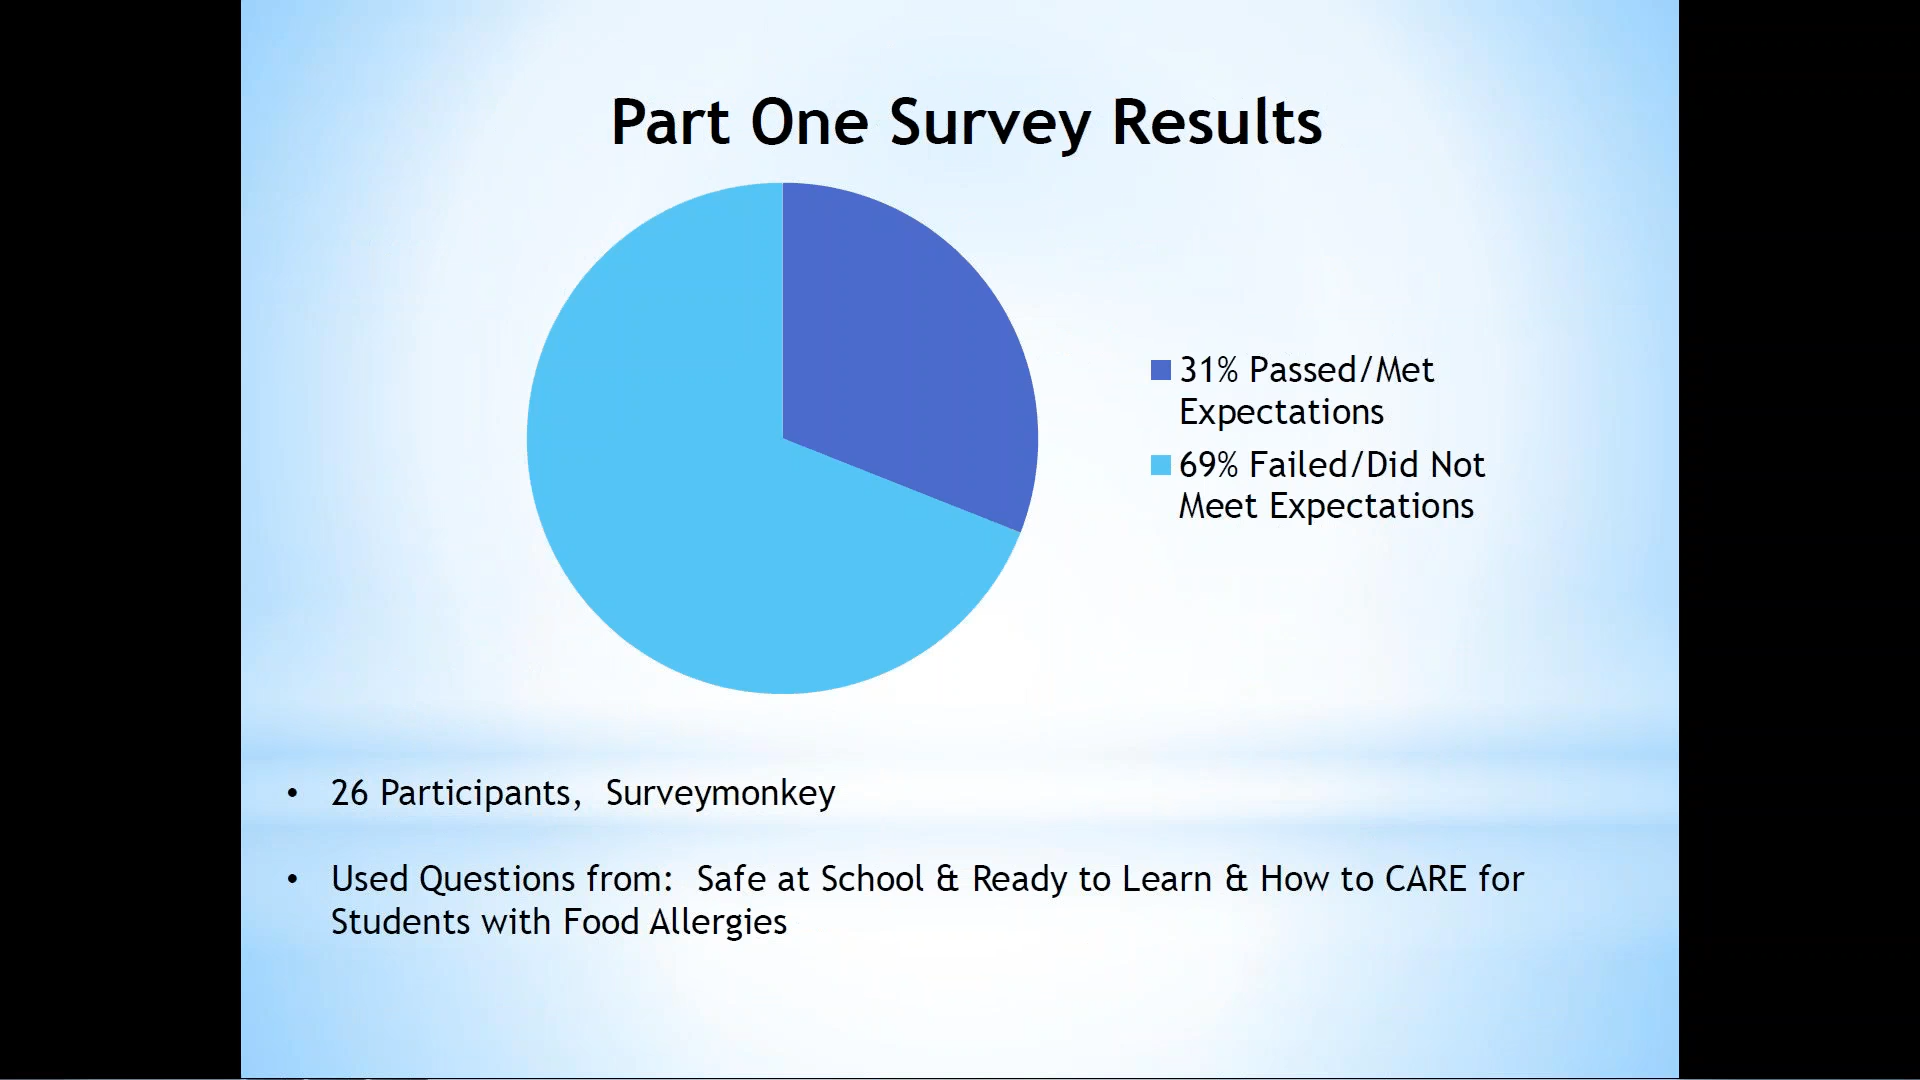 Part One Survey Results
31% Passed/Met
Expectations
69% Failed/Did Not
Meet Expectations
• 26 Participants,  Surveymonkey
• Used Questions from:  Safe at School & Ready to Learn & How to CARE for
Students with Food Allergies